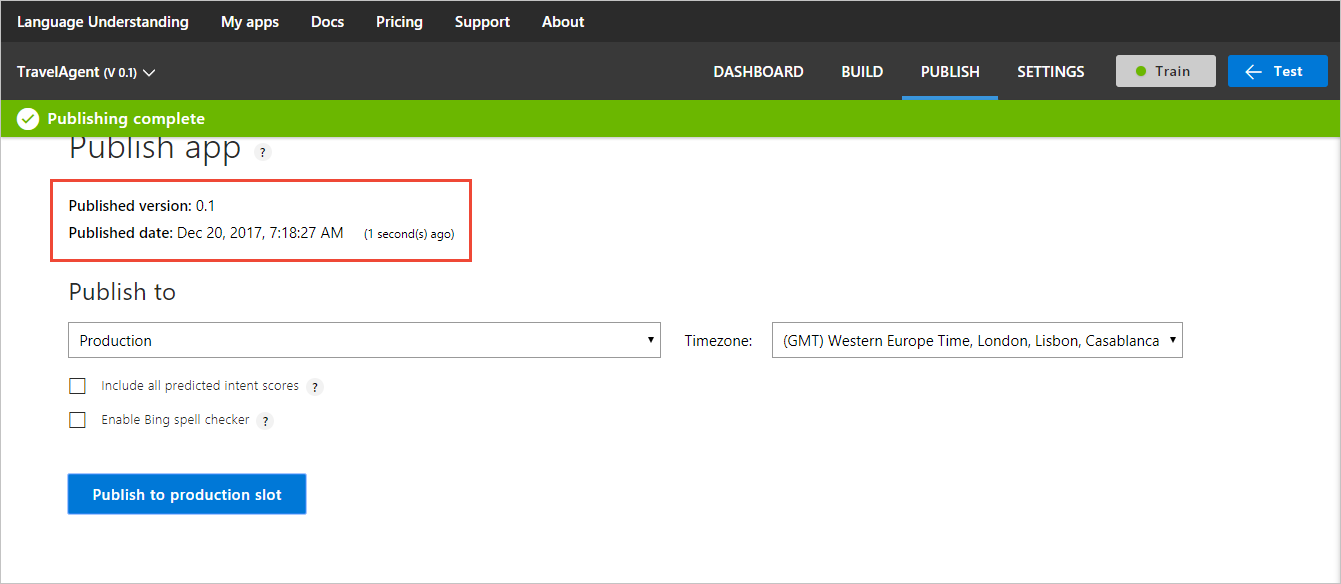 Language Understanding My apps Docs Pricing Support About
TravelAgent (V 0.1) DASHBOARD BUILD PUBLISH SETTINGS Train Test
Publishing complete
Publish app ?
Published version: 0.1
Published date: Dec 20, 2017, 7:18:27 AM (1 second(s) ago)
Publish to
Production Timezone: (GMT) Western Europe Time, London, Lisbon, Casablanca
Include all predicted intent scores ?
Enable Bing spell checker ?
Publish to production slot